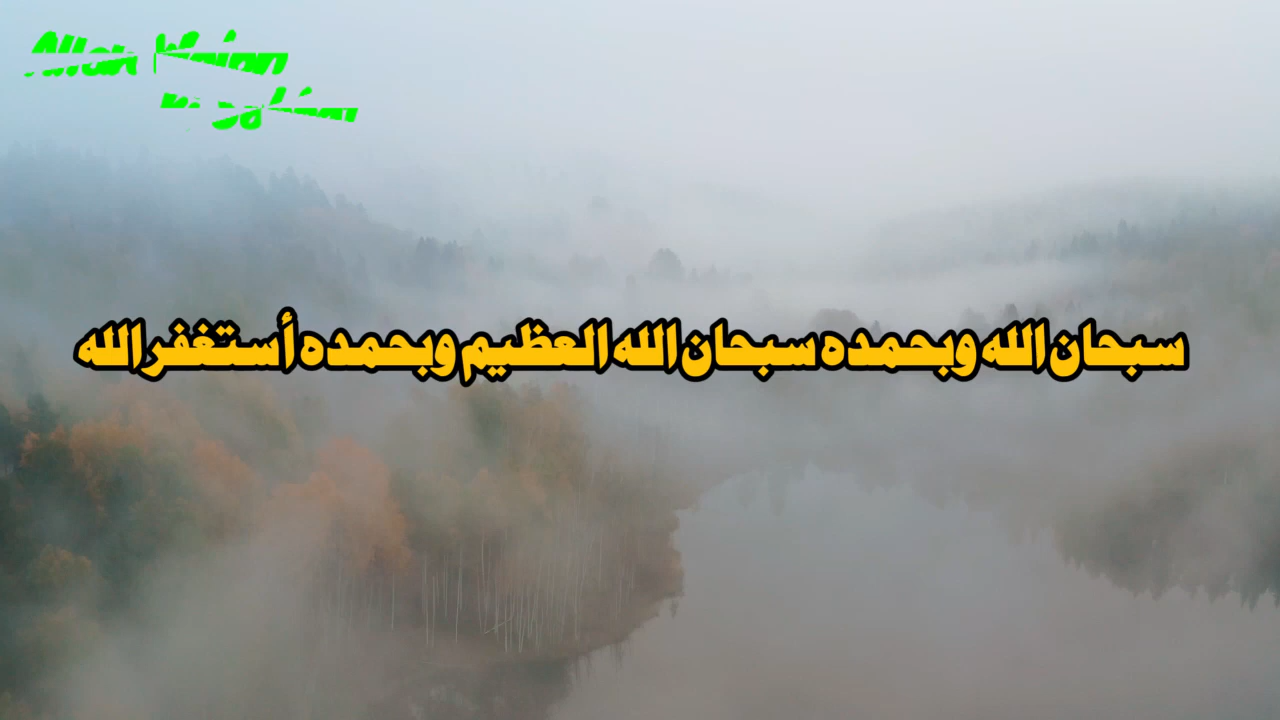 سبحان الله وبحمده سبحان الله العظيم وبحمده أستغفر الله